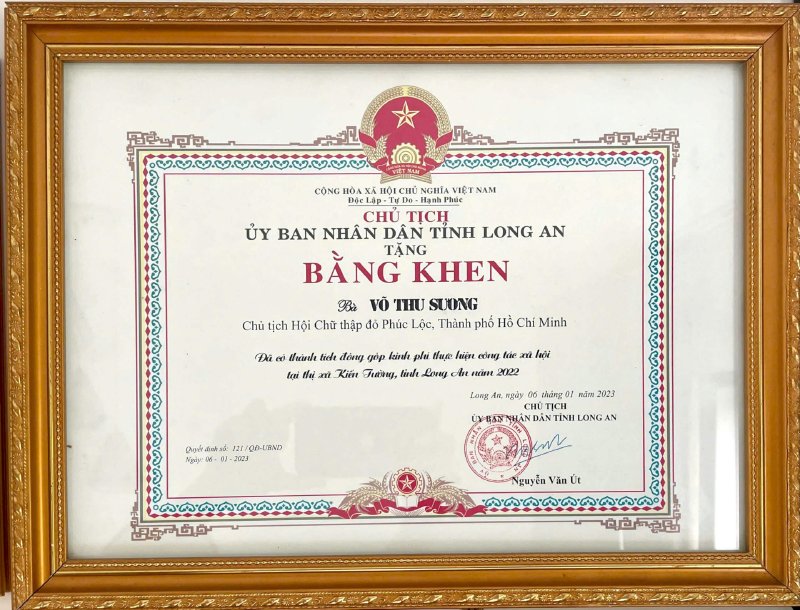 VIỆT NAM
CỘNG HÒA XÃ HỘI CHỦ NGHĨA VIỆT NAM
Độc Lập - Tự Do - Hạnh Phúc
CHỦ TỊCH
ỦY BAN NHÂN DÂN TỈNH LONG AN
TẶNG
BẰNG KHEN
Bà VÕ THU SƯƠNG
Chủ tịch Hội Chữ thập đỏ Phúc Lộc, Thành phố Hồ Chí Minh
Đã có thành tích đóng góp kinh phí thực hiện công tác xã hội
tại thị xã Kiến Tường, tỉnh Long An năm 2022
Long An, ngày 06 tháng 01 năm 2023
CHỦ TỊCH
ỦY BAN NHÂN DÂN TỈNH LONG AN
Quyết định số: 121 / QĐ-UBND
Ngày: 06 - 01 - 2023
Nguyễn Văn Út